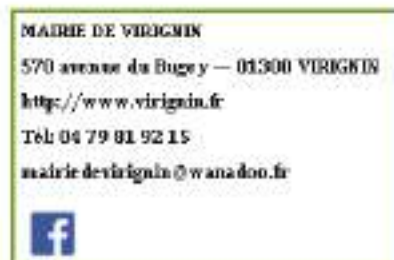 MAIRIE DE VIRIGNIN
570 avenue du Bugey — 01300 VIRIGNIN
http://www.virignin.fr
Tél: 04 79 81 92 15
mairiedevirignin@wanadoo.fr